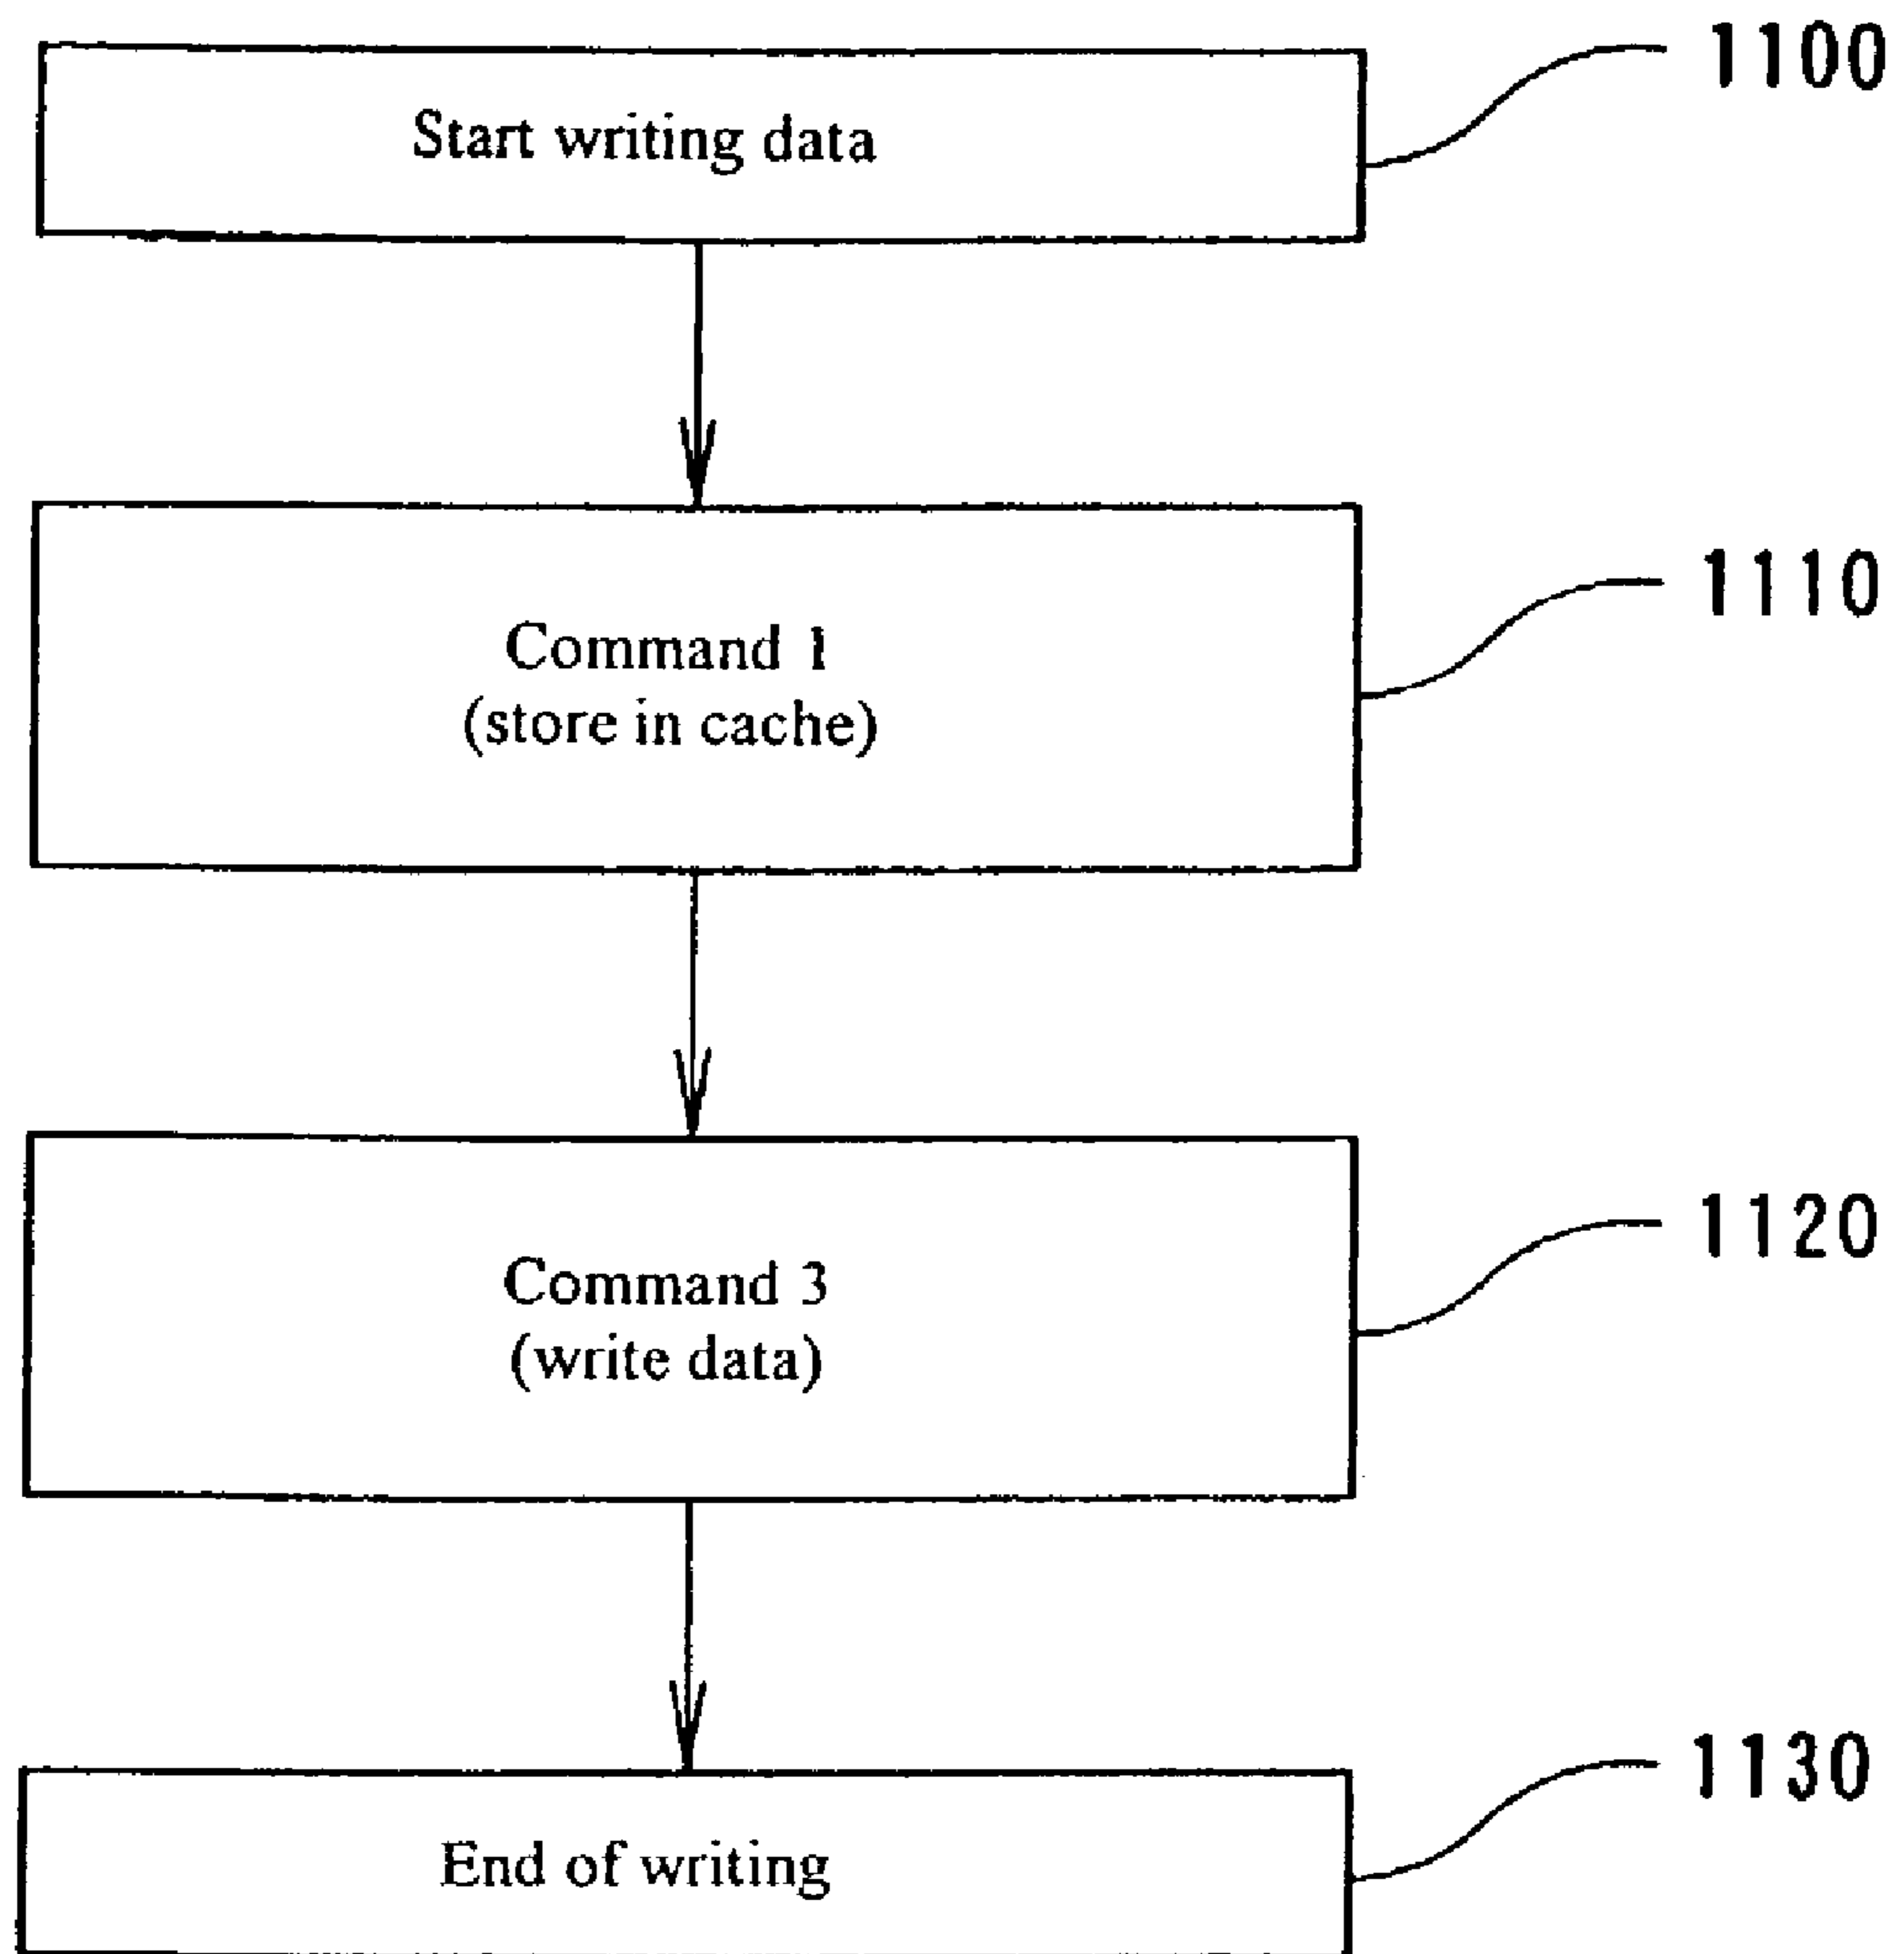 Start writing data
1100
Command 1
(store in cache)
1110
Command 3
(write data)
1120
End of writing
1130